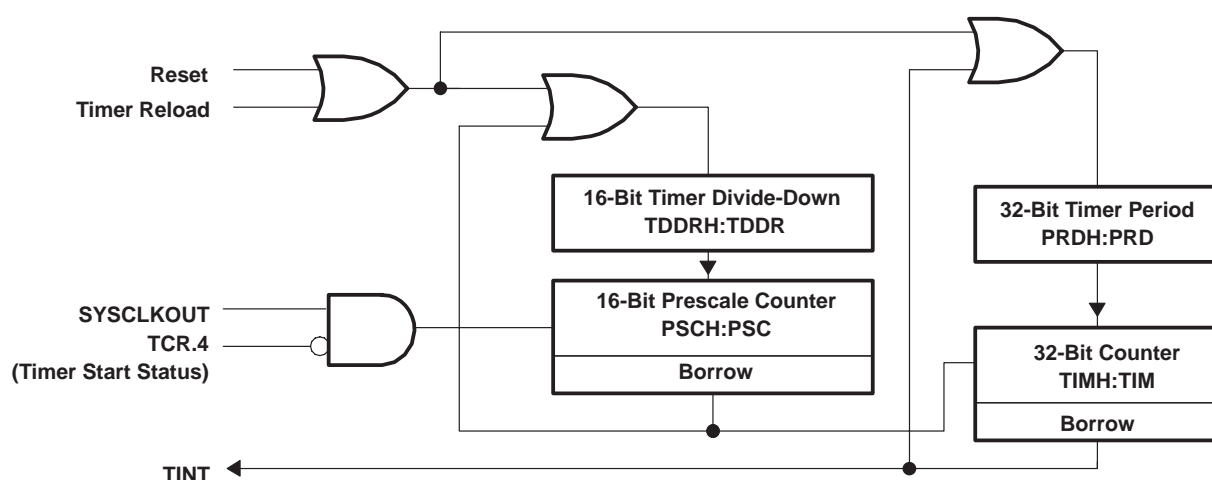 Reset
Timer Reload
16-Bit Timer Divide-Down
TDDRH:TDDR
32-Bit Timer Period
PRDH:PRD
SYSCLKOUT
TCR.4
(Timer Start Status)
16-Bit Prescale Counter
PSCH:PSC
Borrow
32-Bit Counter
TIMH:TIM
Borrow
TINT